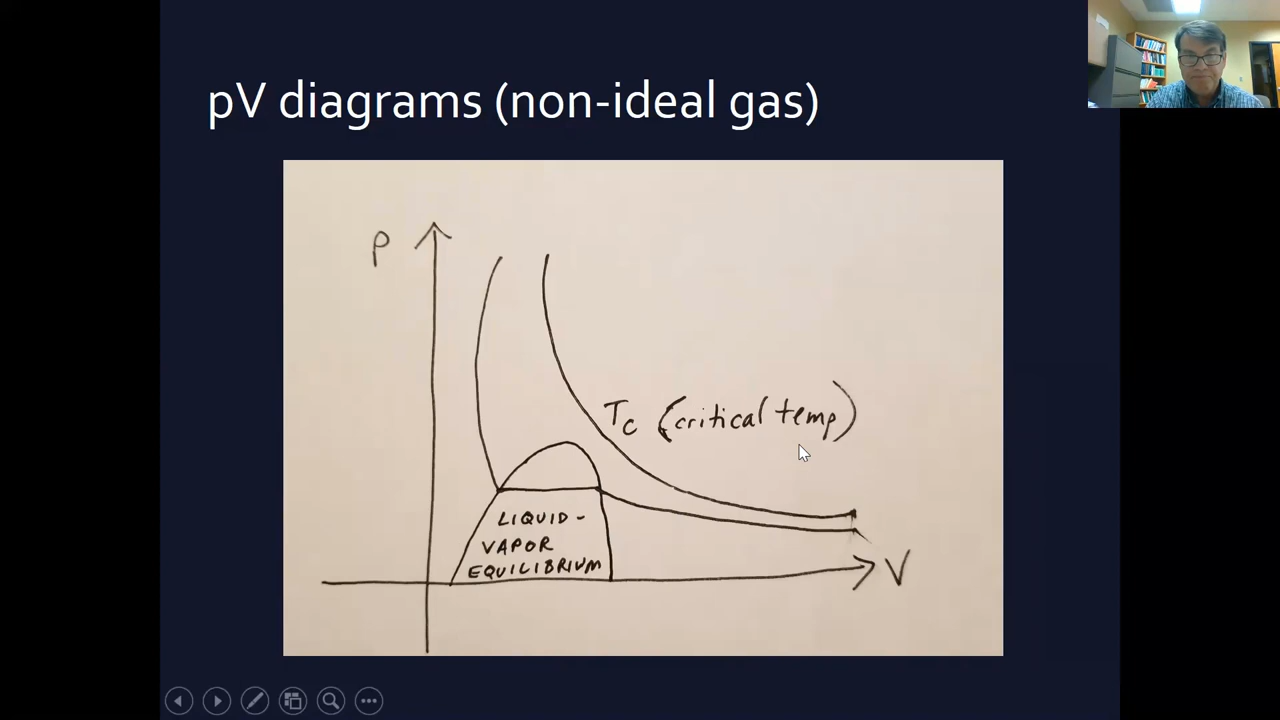 pV diagrams (non-ideal gas)
P
Tc (critical temp)
LIQUID-
VAPOR
EQUILIBRIUM
V